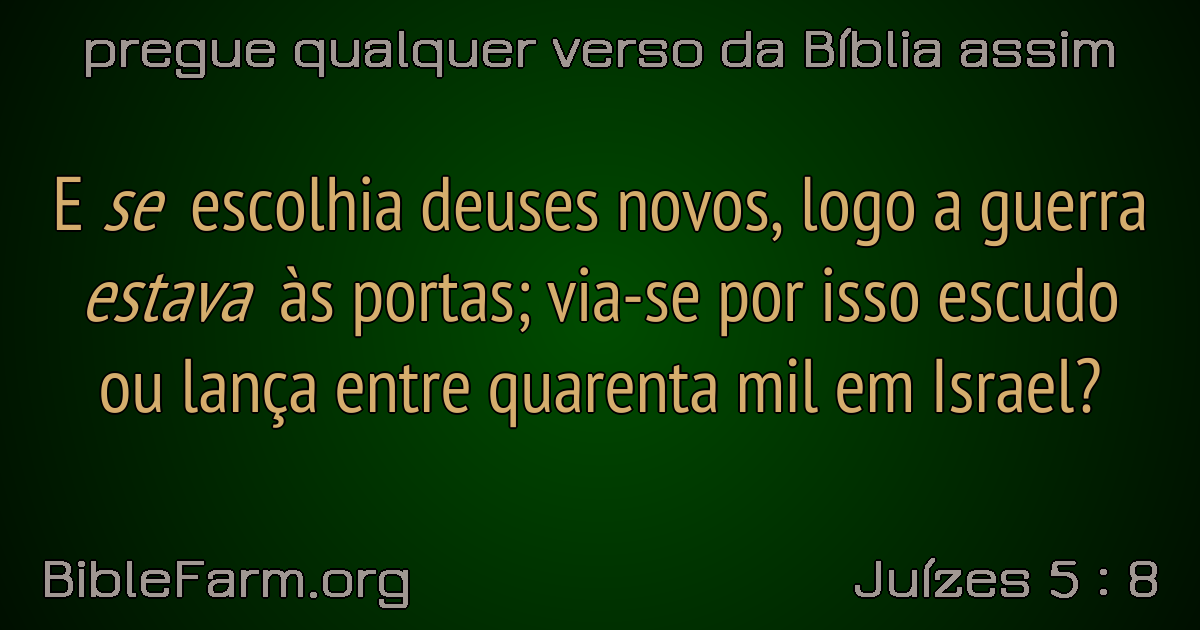 pregue qualquer verso da Bíblia assim
E se escolhia deuses novos, logo a guerra
estava às portas; via-se por isso escudo
ou lança entre quarenta mil em Israel?
BibleFarm.org
Juízes 5 : 8